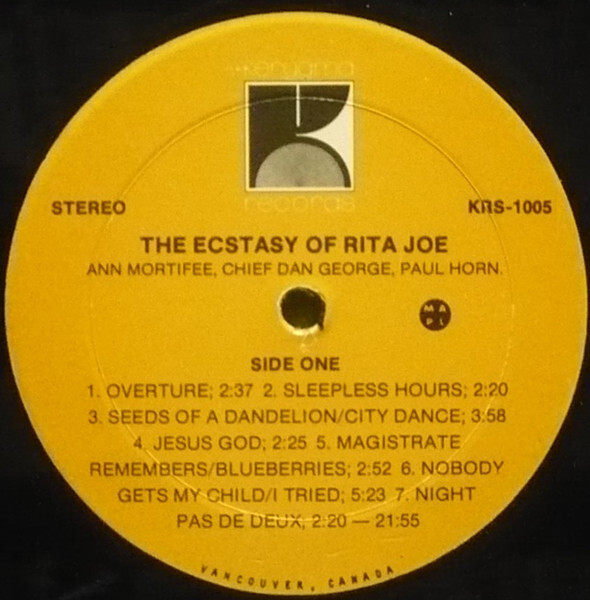 kerygma
records
STEREO
KRS-1005
THE ECSTASY OF RITA JOE
ANN MORTIFEE, CHIEF DAN GEORGE, PAUL HORN.
M A
P L
SIDE ONE
1. OVERTURE; 2:37 2. SLEEPLESS HOURS; 2:20
3. SEEDS OF A DANDELION/CITY DANCE; 3:58
4. JESUS GOD; 2:25 5. MAGISTRATE
REMEMBERS/BLUEBERRIES; 2:52 6. NOBODY
GETS MY CHILD/I TRIED; 5:23 7. NIGHT
PAS DE DEUX; 2:20 — 21:55
VANCOUVER, CANADA